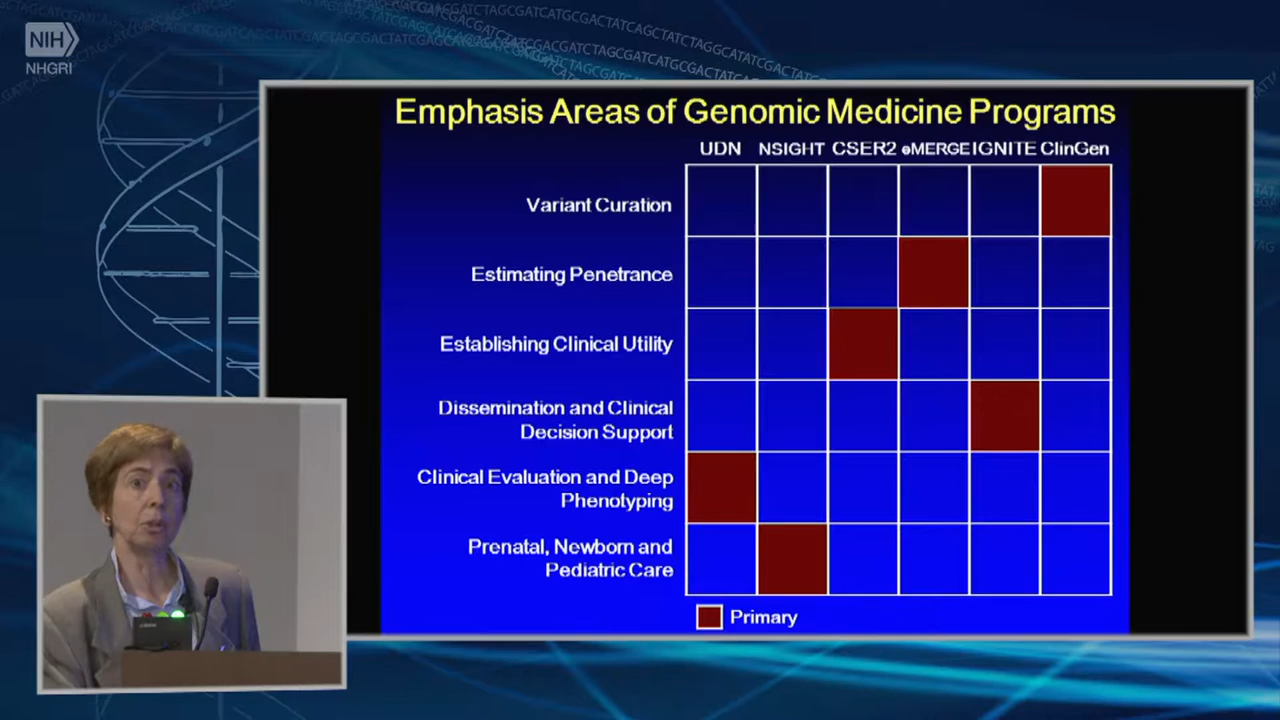 NIH
NHGRI
Emphasis Areas of Genomic Medicine Programs
UDN NSIGHT CSER2 eMERGE IGNITE ClinGen
Variant Curation
Estimating Penetrance
Establishing Clinical Utility
Dissemination and Clinical
Decision Support
Clinical Evaluation and Deep
Phenotyping
Prenatal, Newborn and
Pediatric Care
Primary